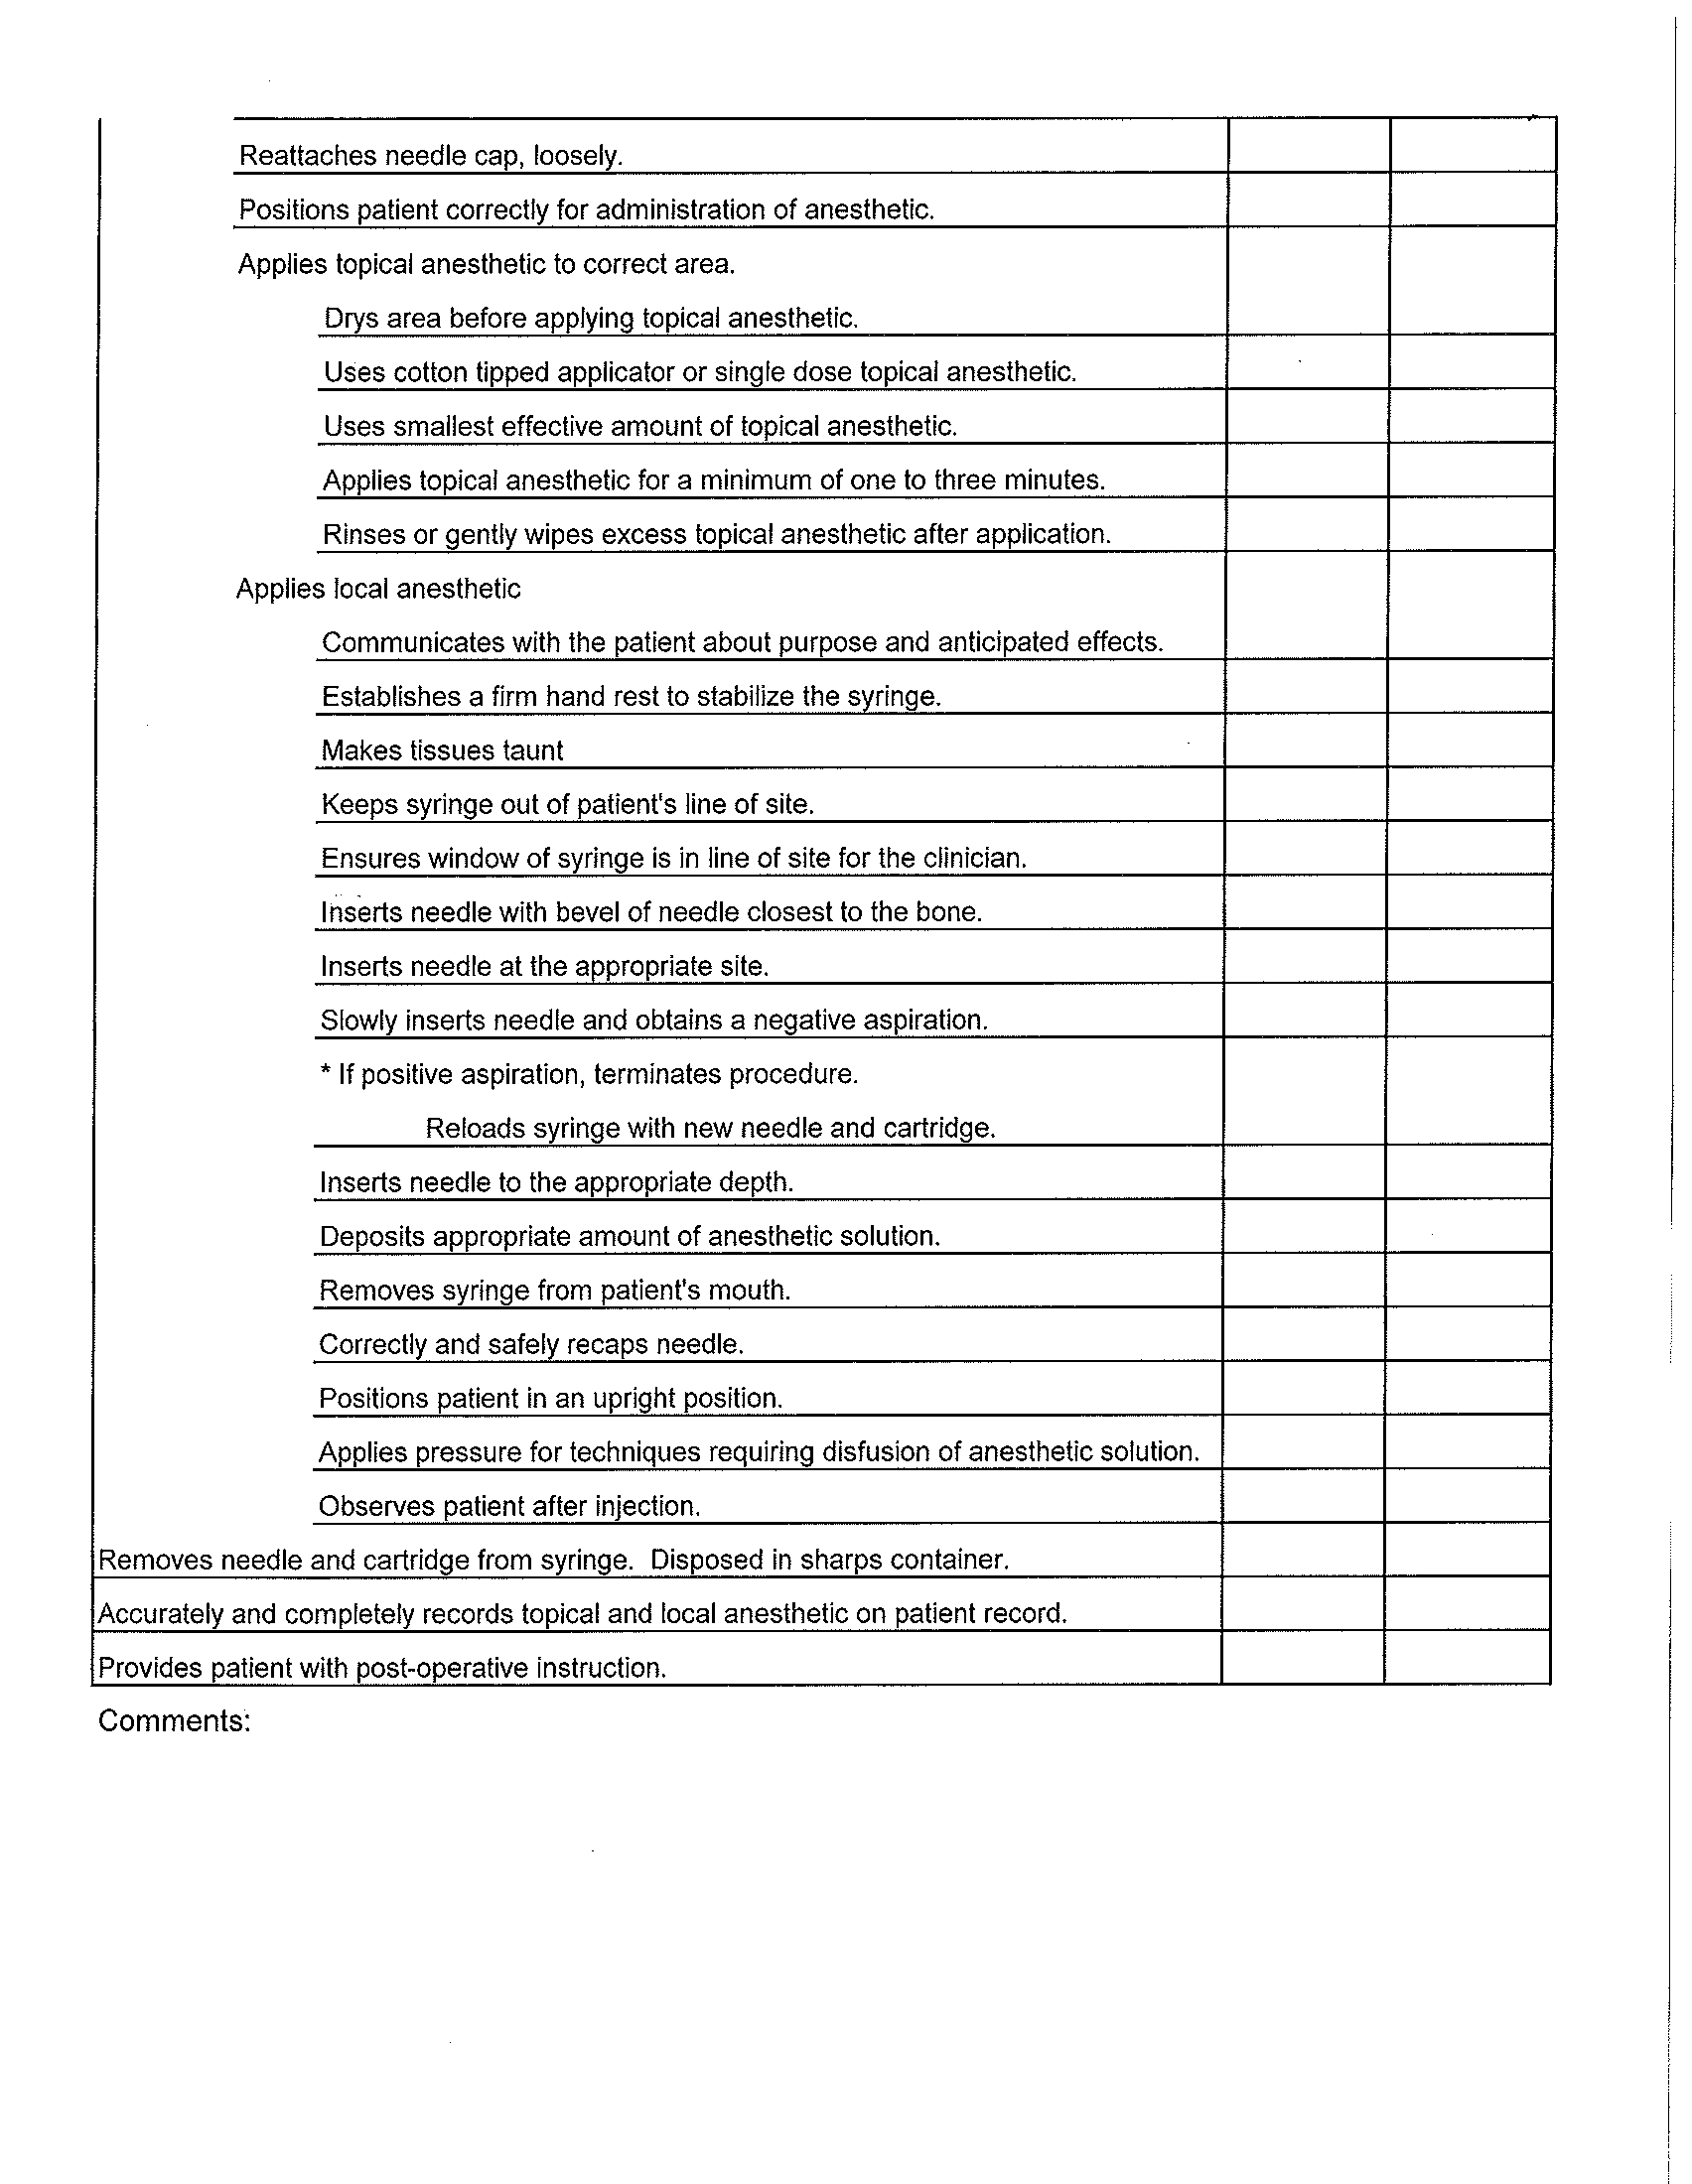 Reattaches needle cap, loosely.
Positions patient correctly for administration of anesthetic.
Applies topical anesthetic to correct area.
Drys area before applying topical anesthetic.
Uses cotton tipped applicator or single dose topical anesthetic.
Uses smallest effective amount of topical anesthetic.
Applies topical anesthetic for a minimum of one to three minutes.
Rinses or gently wipes excess topical anesthetic after application.
Applies local anesthetic
Communicates with the patient about purpose and anticipated effects.
Establishes a firm hand rest to stabilize the syringe.
Makes tissues taunt
Keeps syringe out of patient's line of site.
Ensures window of syringe is in line of site for the clinician.
Inserts needle with bevel of needle closest to the bone.
Inserts needle at the appropriate site.
Slowly inserts needle and obtains a negative aspiration.
* If positive aspiration, terminates procedure.
Reloads syringe with new needle and cartridge.
Inserts needle to the appropriate depth.
Deposits appropriate amount of anesthetic solution.
Removes syringe from patient's mouth.
Correctly and safely recaps needle.
Positions patient in an upright position.
Applies pressure for techniques requiring disfusion of anesthetic solution.
Observes patient after injection.
Removes needle and cartridge from syringe.  Disposed in sharps container.
Accurately and completely records topical and local anesthetic on patient record.
Provides patient with post-operative instruction.
Comments: